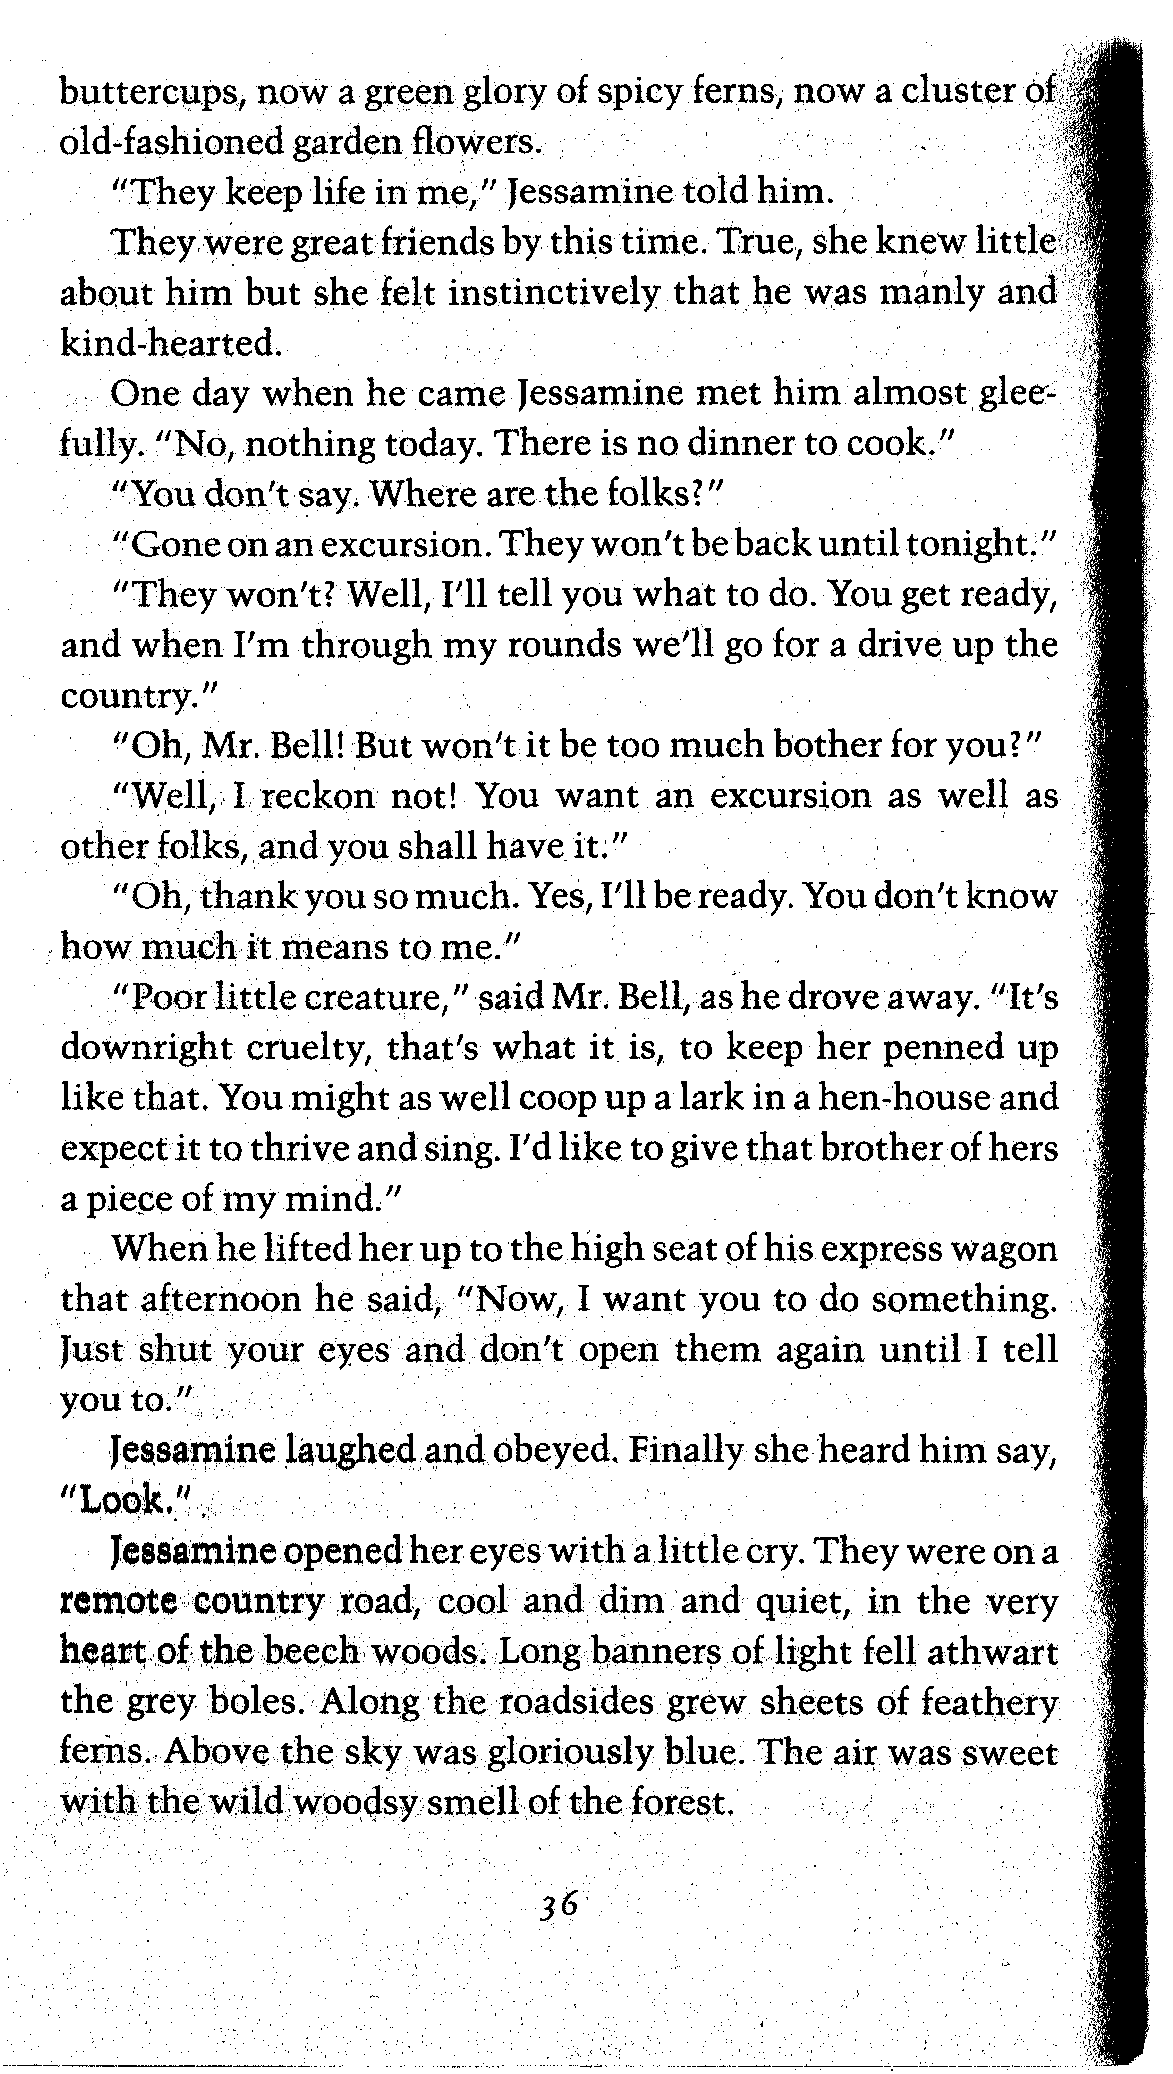 buttercups, now a green glory of spicy ferns, now a cluster of
old-fashioned garden flowers.
"They keep life in me," Jessamine told him.
They were great friends by this time. True, she knew little
about him but she felt instinctively that he was manly and
kind-hearted.
One day when he came Jessamine met him almost glee-
fully. "No, nothing today. There is no dinner to cook."
"You don't say. Where are the folks?"
"Gone on an excursion. They won't be back until tonight."
"They won't? Well, I'll tell you what to do. You get ready,
and when I'm through my rounds we'll go for a drive up the
country."
"Oh, Mr. Bell! But won't it be too much bother for you?"
"Well, I reckon not! You want an excursion as well as
other folks, and you shall have it."
"Oh, thank you so much. Yes, I'll be ready. You don't know
how much it means to me."
"Poor little creature," said Mr. Bell, as he drove away. "It's
downright cruelty, that's what it is, to keep her penned up
like that. You might as well coop up a lark in a hen-house and
expect it to thrive and sing. I'd like to give that brother of hers
a piece of my mind."
When he lifted her up to the high seat of his express wagon
that afternoon he said, "Now, I want you to do something.
Just shut your eyes and don't open them again until I tell
you to."
Jessamine laughed and obeyed. Finally she heard him say,
"Look."
Jessamine opened her eyes with a little cry. They were on a
remote country road, cool and dim and quiet, in the very
heart of the beech woods. Long banners of light fell athwart
the grey boles. Along the roadsides grew sheets of feathery
ferns. Above the sky was gloriously blue. The air was sweet
with the wild woodsy smell of the forest.
36